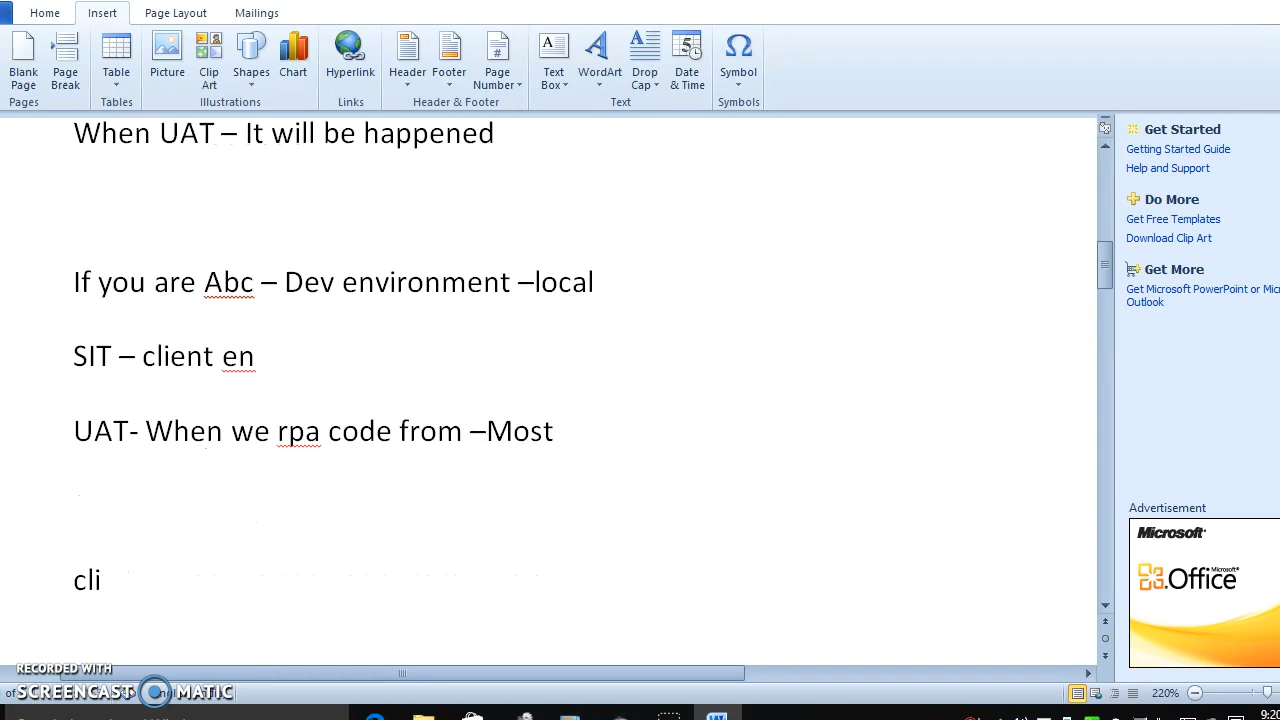 Home Insert Page Layout Mailings
Blank Page
Page Break
Table
Picture
Clip Art
Shapes
Chart
Hyperlink
Header
Footer
Page Number
Text Box
WordArt
Drop Cap
Date & Time
Symbol
Pages Tables Illustrations Links Header & Footer Text Symbols
When UAT – It will be happened
If you are Abc – Dev environment –local
SIT – client en
UAT- When we rpa code from –Most
cli
Get Started
Getting Started Guide
Help and Support
Do More
Get Free Templates
Download Clip Art
Get More
Get Microsoft PowerPoint or
Outlook
Advertisement
Microsoft
Office
Microsoft
RECORDED WITH
SCREENCAST MATIC
of
220%
9:20